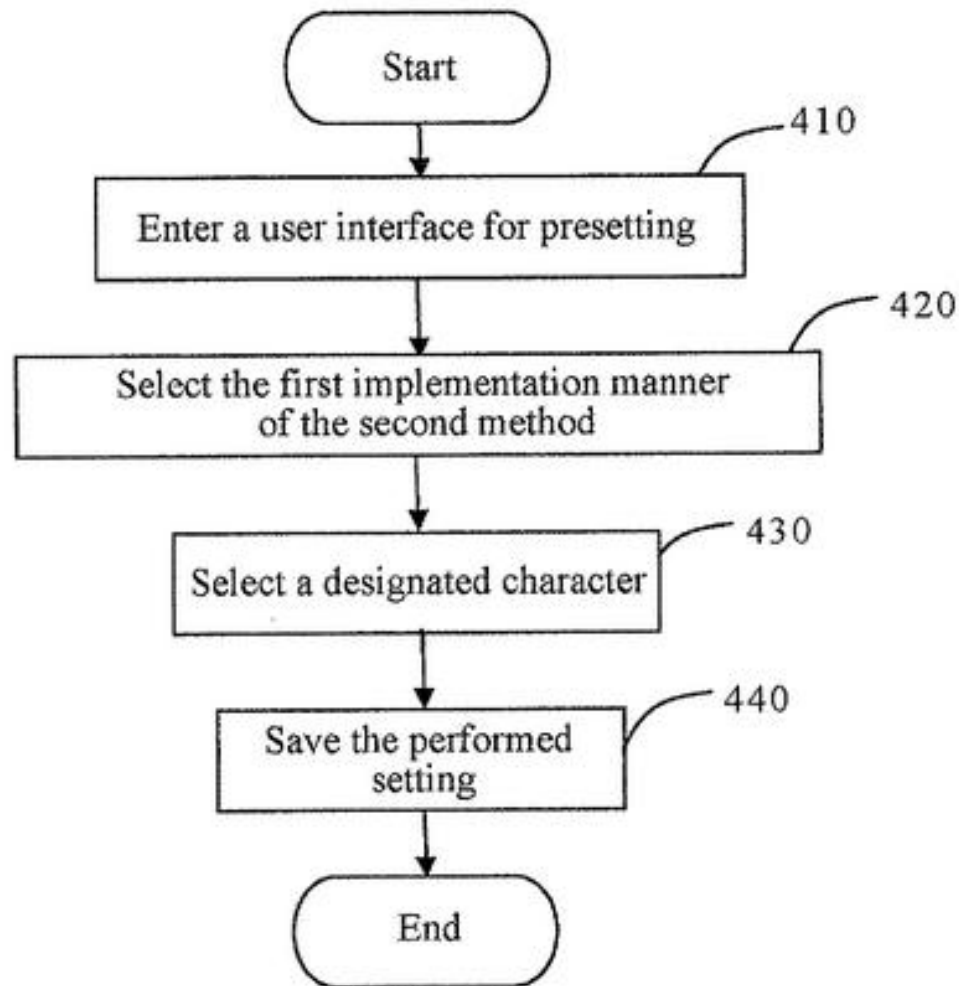 Start
410
Enter a user interface for presetting
420
Select the first implementation manner
of the second method
430
Select a designated character
440
Save the performed
setting
End